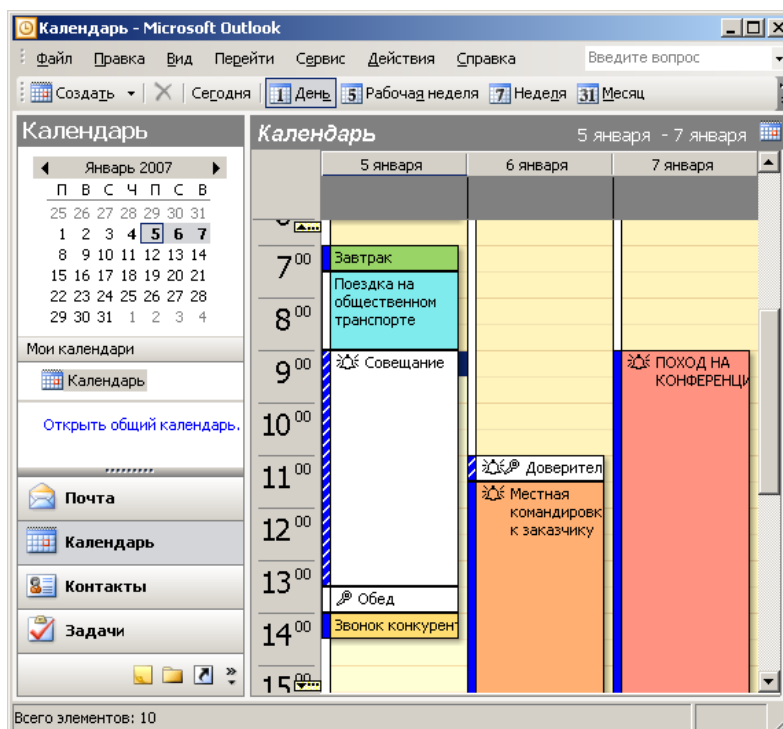 Календарь - Microsoft Outlook
Файл Правка Вид Перейти Сервис Действия Справка Введите вопрос
Создать Сегодня 1 День 5 Рабочая неделя 7 Неделя 31 Месяц
Календарь
Январь 2007
П В С Ч П С В
25 26 27 28 29 30 31
1 2 3 4 5 6 7
8 9 10 11 12 13 14
15 16 17 18 19 20 21
22 23 24 25 26 27 28
29 30 31 1 2 3 4
Мои календари
Календарь
Открыть общий календарь.
Почта
Календарь
Контакты
Задачи
Календарь 5 января - 7 января
5 января 6 января 7 января
7 00
Завтрак
Поездка на
общественном
транспорте
8 00
9 00
Совещание
ПОХОД НА
КОНФЕРЕНЦИ
10 00
11 00
Доверител
Местная
командировк
к заказчику
12 00
13 00
Обед
14 00
Звонок конкурент
15 00
Всего элементов: 10